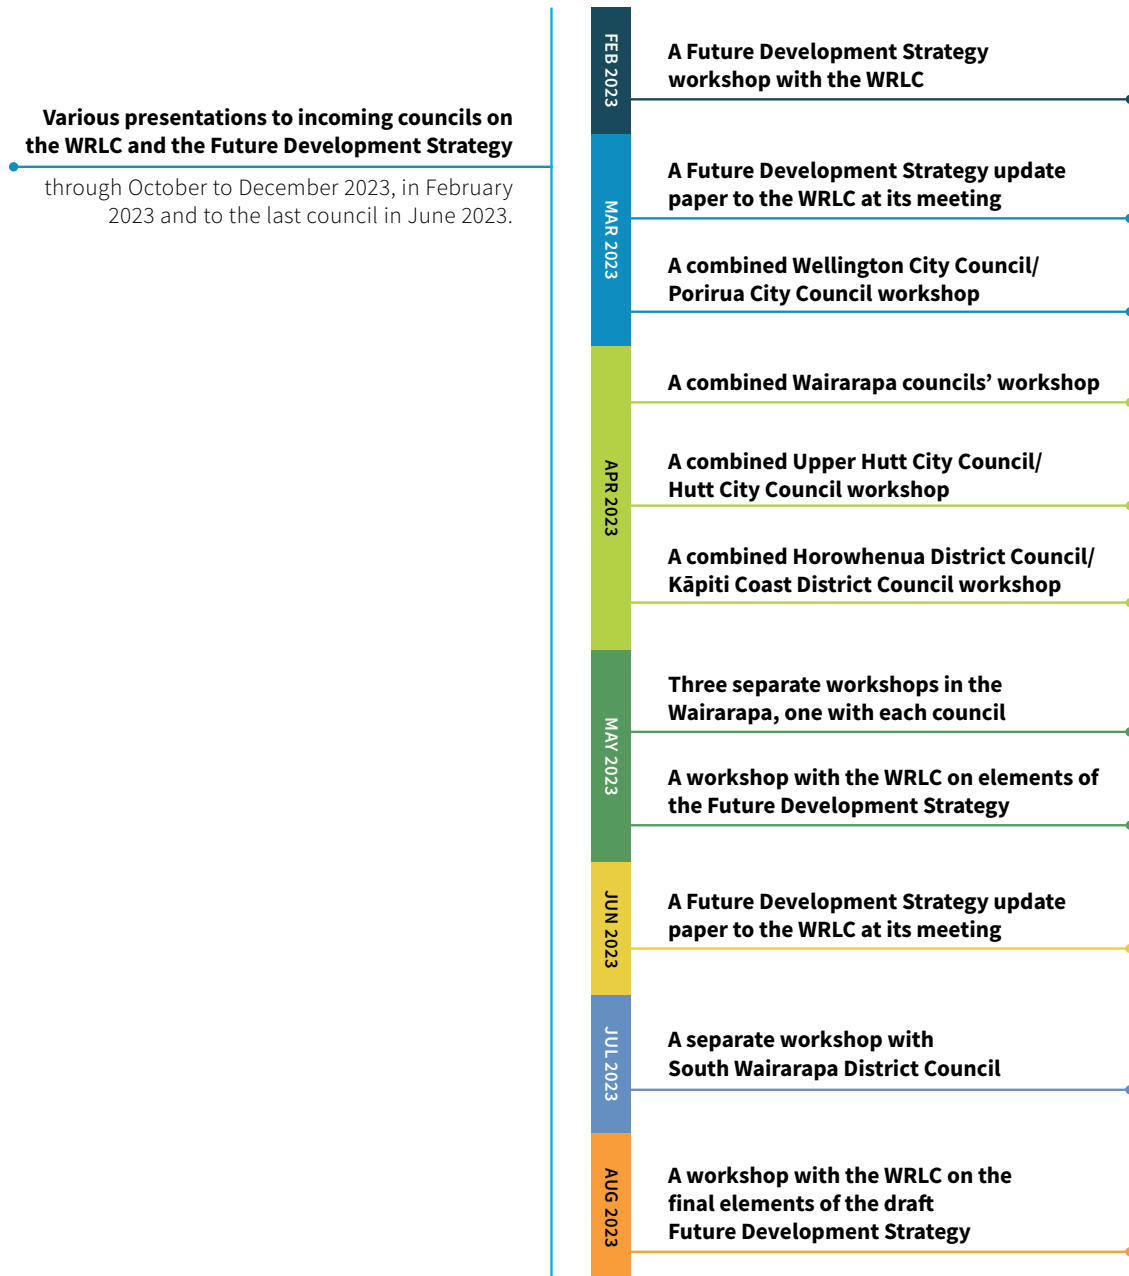 Various presentations to incoming councils on
the WRLC and the Future Development Strategy
through October to December 2023, in February
2023 and to the last council in June 2023.
FEB 2023
A Future Development Strategy
workshop with the WRLC
MAR 2023
A Future Development Strategy update
paper to the WRLC at its meeting
A combined Wellington City Council/
Porirua City Council workshop
APR 2023
A combined Wairarapa councils’ workshop
A combined Upper Hutt City Council/
Hutt City Council workshop
A combined Horowhenua District Council/
Kāpiti Coast District Council workshop
MAY 2023
Three separate workshops in the
Wairarapa, one with each council
A workshop with the WRLC on elements of
the Future Development Strategy
JUN 2023
A Future Development Strategy update
paper to the WRLC at its meeting
JUL 2023
A separate workshop with
South Wairarapa District Council
AUG 2023
A workshop with the WRLC on the
final elements of the draft
Future Development Strategy